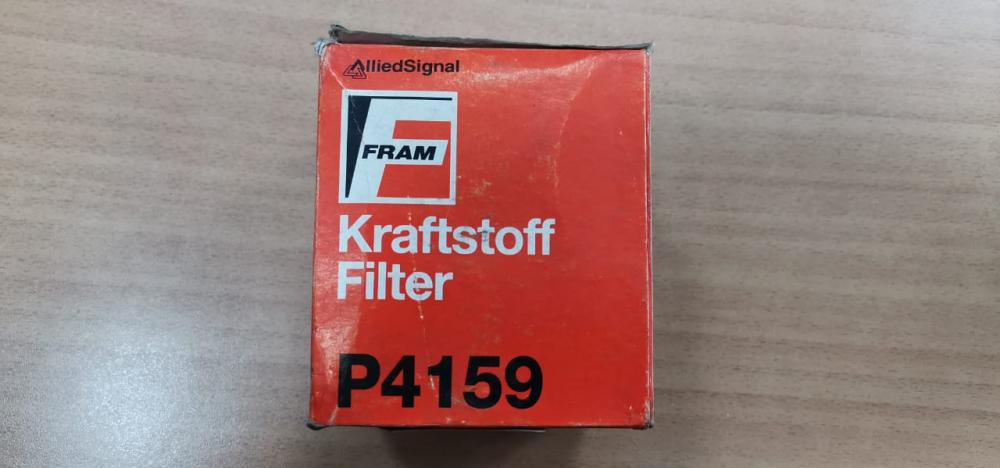 AlliedSignal
FRAM
Kraftstoff
Filter
P4159